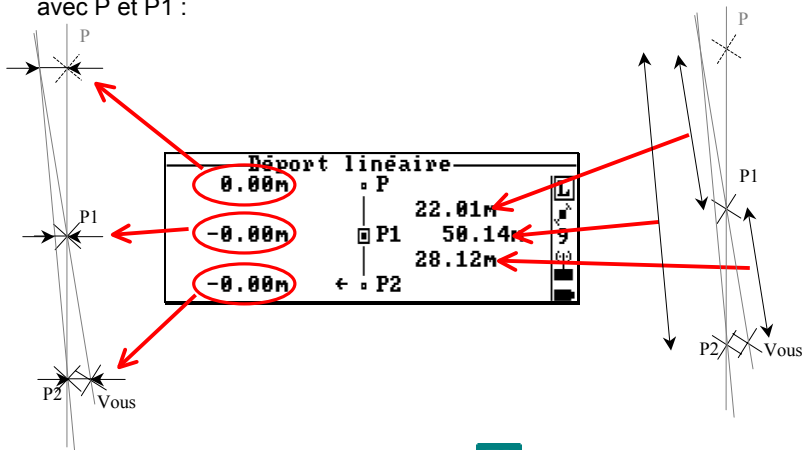 avec P et P1 :
P
P1
P2
Vous
Déport linéaire
0.00m P
22.01m
-0.00m P1 50.14m
28.12m
-0.00m ← P2
L
9
P
P1
P2
Vous